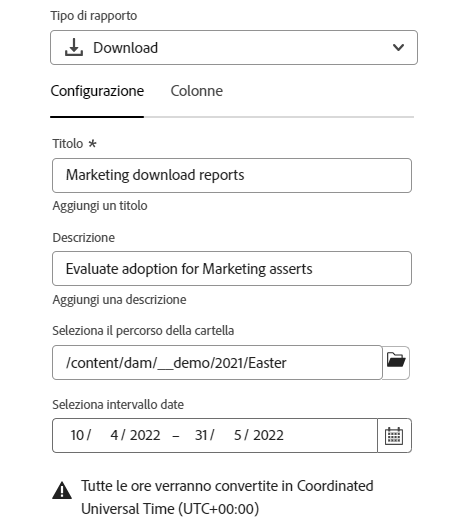 Tipo di rapporto
Download
Configurazione Colonne
Titolo *
Marketing download reports
Aggiungi un titolo
Descrizione
Evaluate adoption for Marketing asserts
Aggiungi una descrizione
Seleziona il percorso della cartella
/content/dam/__demo/2021/Easter
Seleziona intervallo date
10/ 4/ 2022 – 31/ 5/ 2022
Tutte le ore verranno convertite in Coordinated
Universal Time (UTC+00:00)